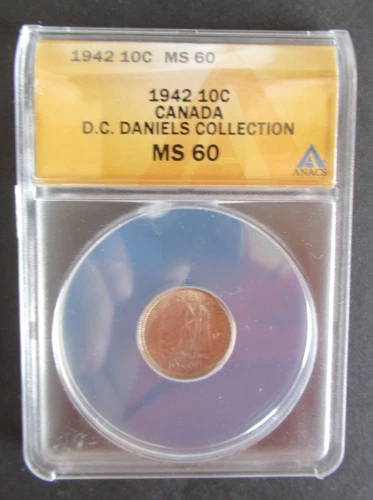 1942 10C MS 60
1942 10C
CANADA
D.C. DANIELS COLLECTION
MS 60
ANACS